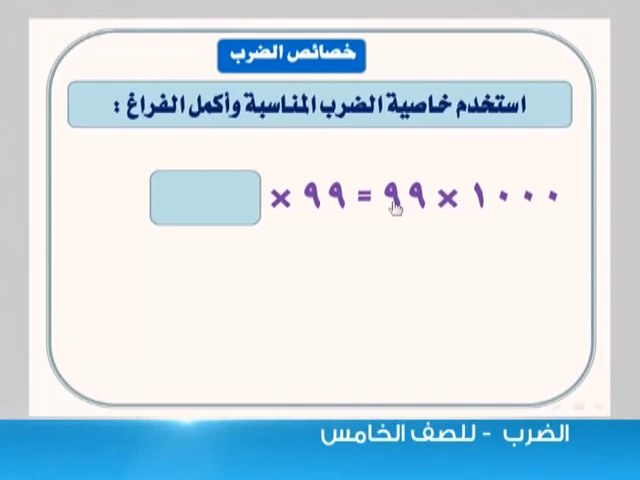 خصائص الضرب
استخدم خاصية الضرب المناسبة وأكمل الفراغ :
١٠٠٠ × ٩٩ = ٩٩ ×
الضرب - للصف الخامس